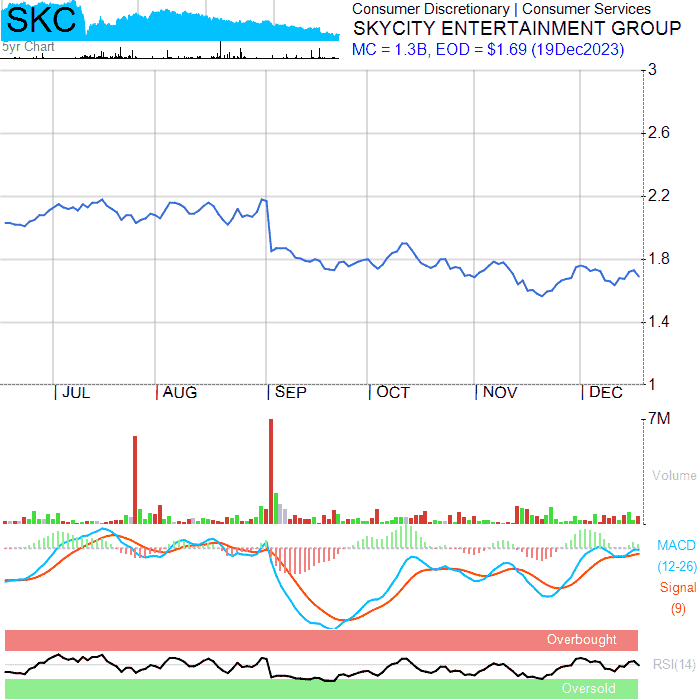 SKC
5yr Chart
Consumer Discretionary | Consumer Services
SKYCITY ENTERTAINMENT GROUP
MC = 1.3B, EOD = $1.69 (19Dec2023)
3
2.6
2.2
1.8
1.4
1
JUL
AUG
SEP
OCT
NOV
DEC
7M
Volume
MACD
(12-26)
Signal
(9)
Overbought
RSI(14)
Oversold